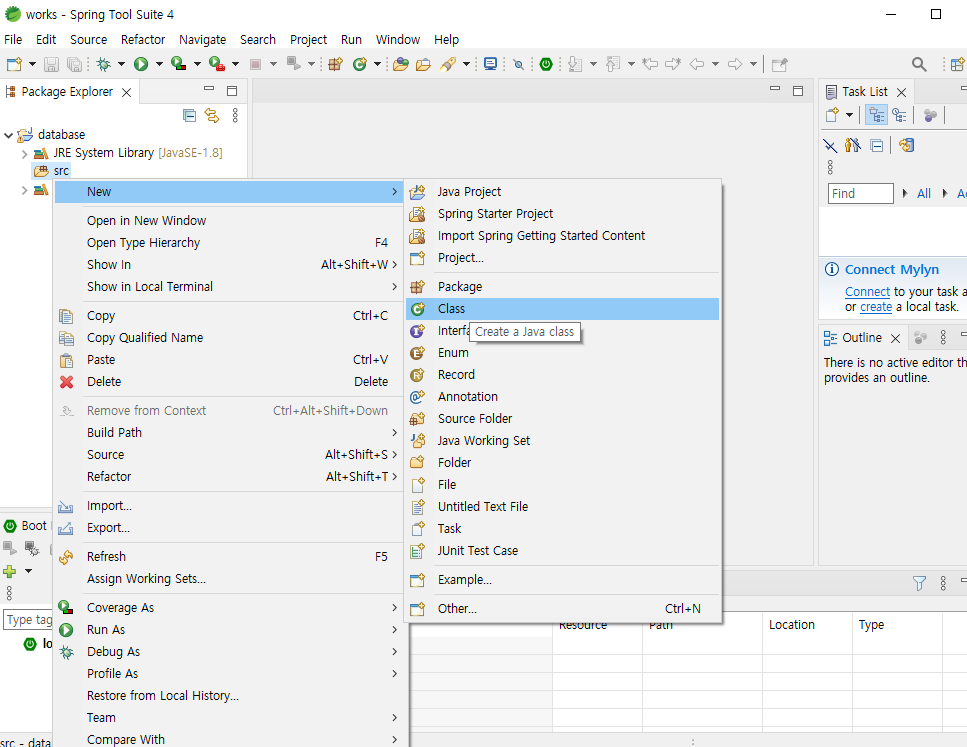 works - Spring Tool Suite 4
File Edit Source Refactor Navigate Search Project Run Window Help
Package Explorer
database
JRE System Library [JavaSE-1.8]
src
New
Open in New Window
Open Type Hierarchy F4
Show In Alt+Shift+W
Show in Local Terminal
Copy Ctrl+C
Copy Qualified Name
Paste Ctrl+V
Delete Delete
Remove from Context Ctrl+Alt+Shift+Down
Build Path
Source Alt+Shift+S
Refactor Alt+Shift+T
Import...
Export...
Refresh F5
Assign Working Sets...
Coverage As
Run As
Debug As
Profile As
Restore from Local History...
Team
Compare With
Java Project
Spring Starter Project
Import Spring Getting Started Content
Project...
Package
Class
Interfa
Create a Java class
Enum
Record
Annotation
Source Folder
Java Working Set
Folder
File
Untitled Text File
Task
JUnit Test Case
Example...
Other... Ctrl+N
Task List
Find All
Connect Mylyn
Connect to your task a
or create a local task.
Outline
There is no active editor th
provides an outline.
Boot
Type tag
lo
Resource Path Location Type
src - data